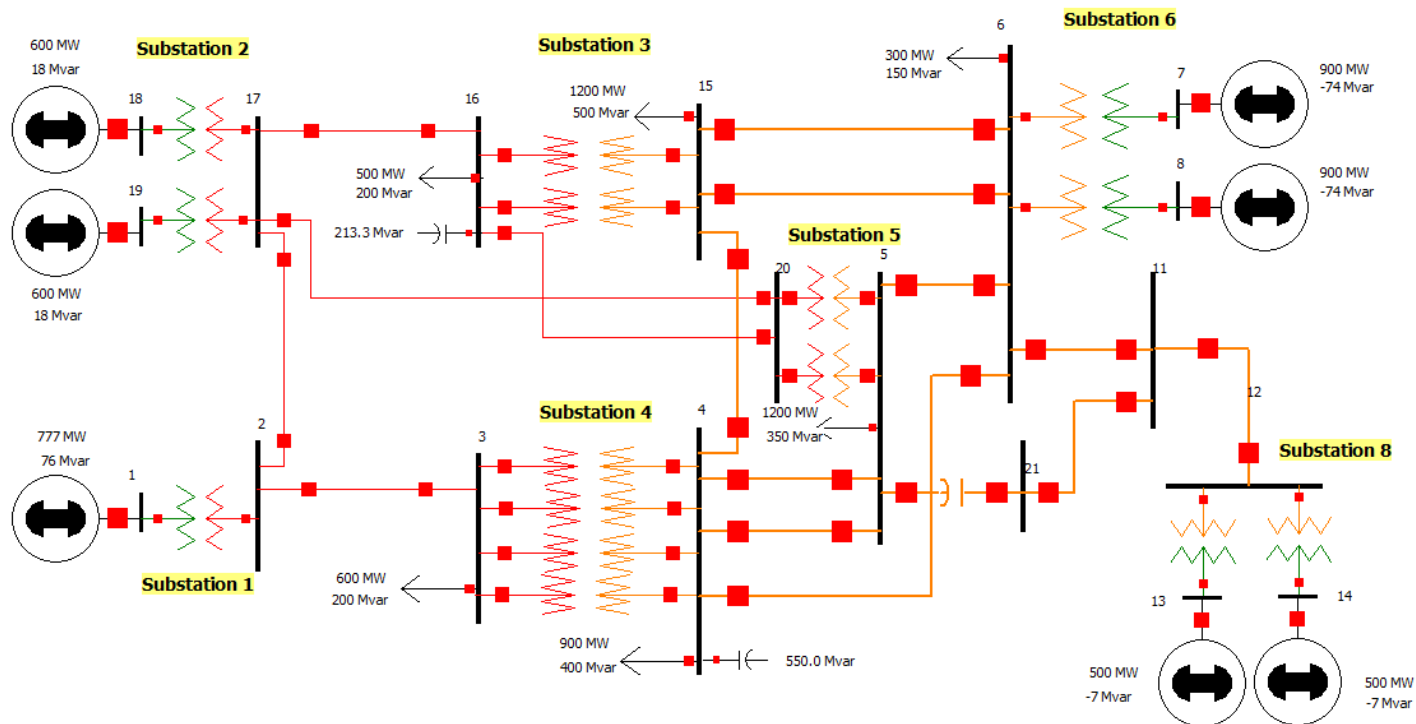 600 MW
18 Mvar
Substation 2
18
17
19
600 MW
18 Mvar
16
500 MW
200 Mvar
213.3 Mvar
Substation 3
1200 MW
500 Mvar
15
6
300 MW
150 Mvar
Substation 6
7
900 MW
-74 Mvar
8
900 MW
-74 Mvar
Substation 5
20
5
1200 MW
350 Mvar
11
12
21
777 MW
76 Mvar
1
2
Substation 1
3
600 MW
200 Mvar
Substation 4
4
900 MW
400 Mvar
550.0 Mvar
Substation 8
13
14
500 MW
-7 Mvar
500 MW
-7 Mvar